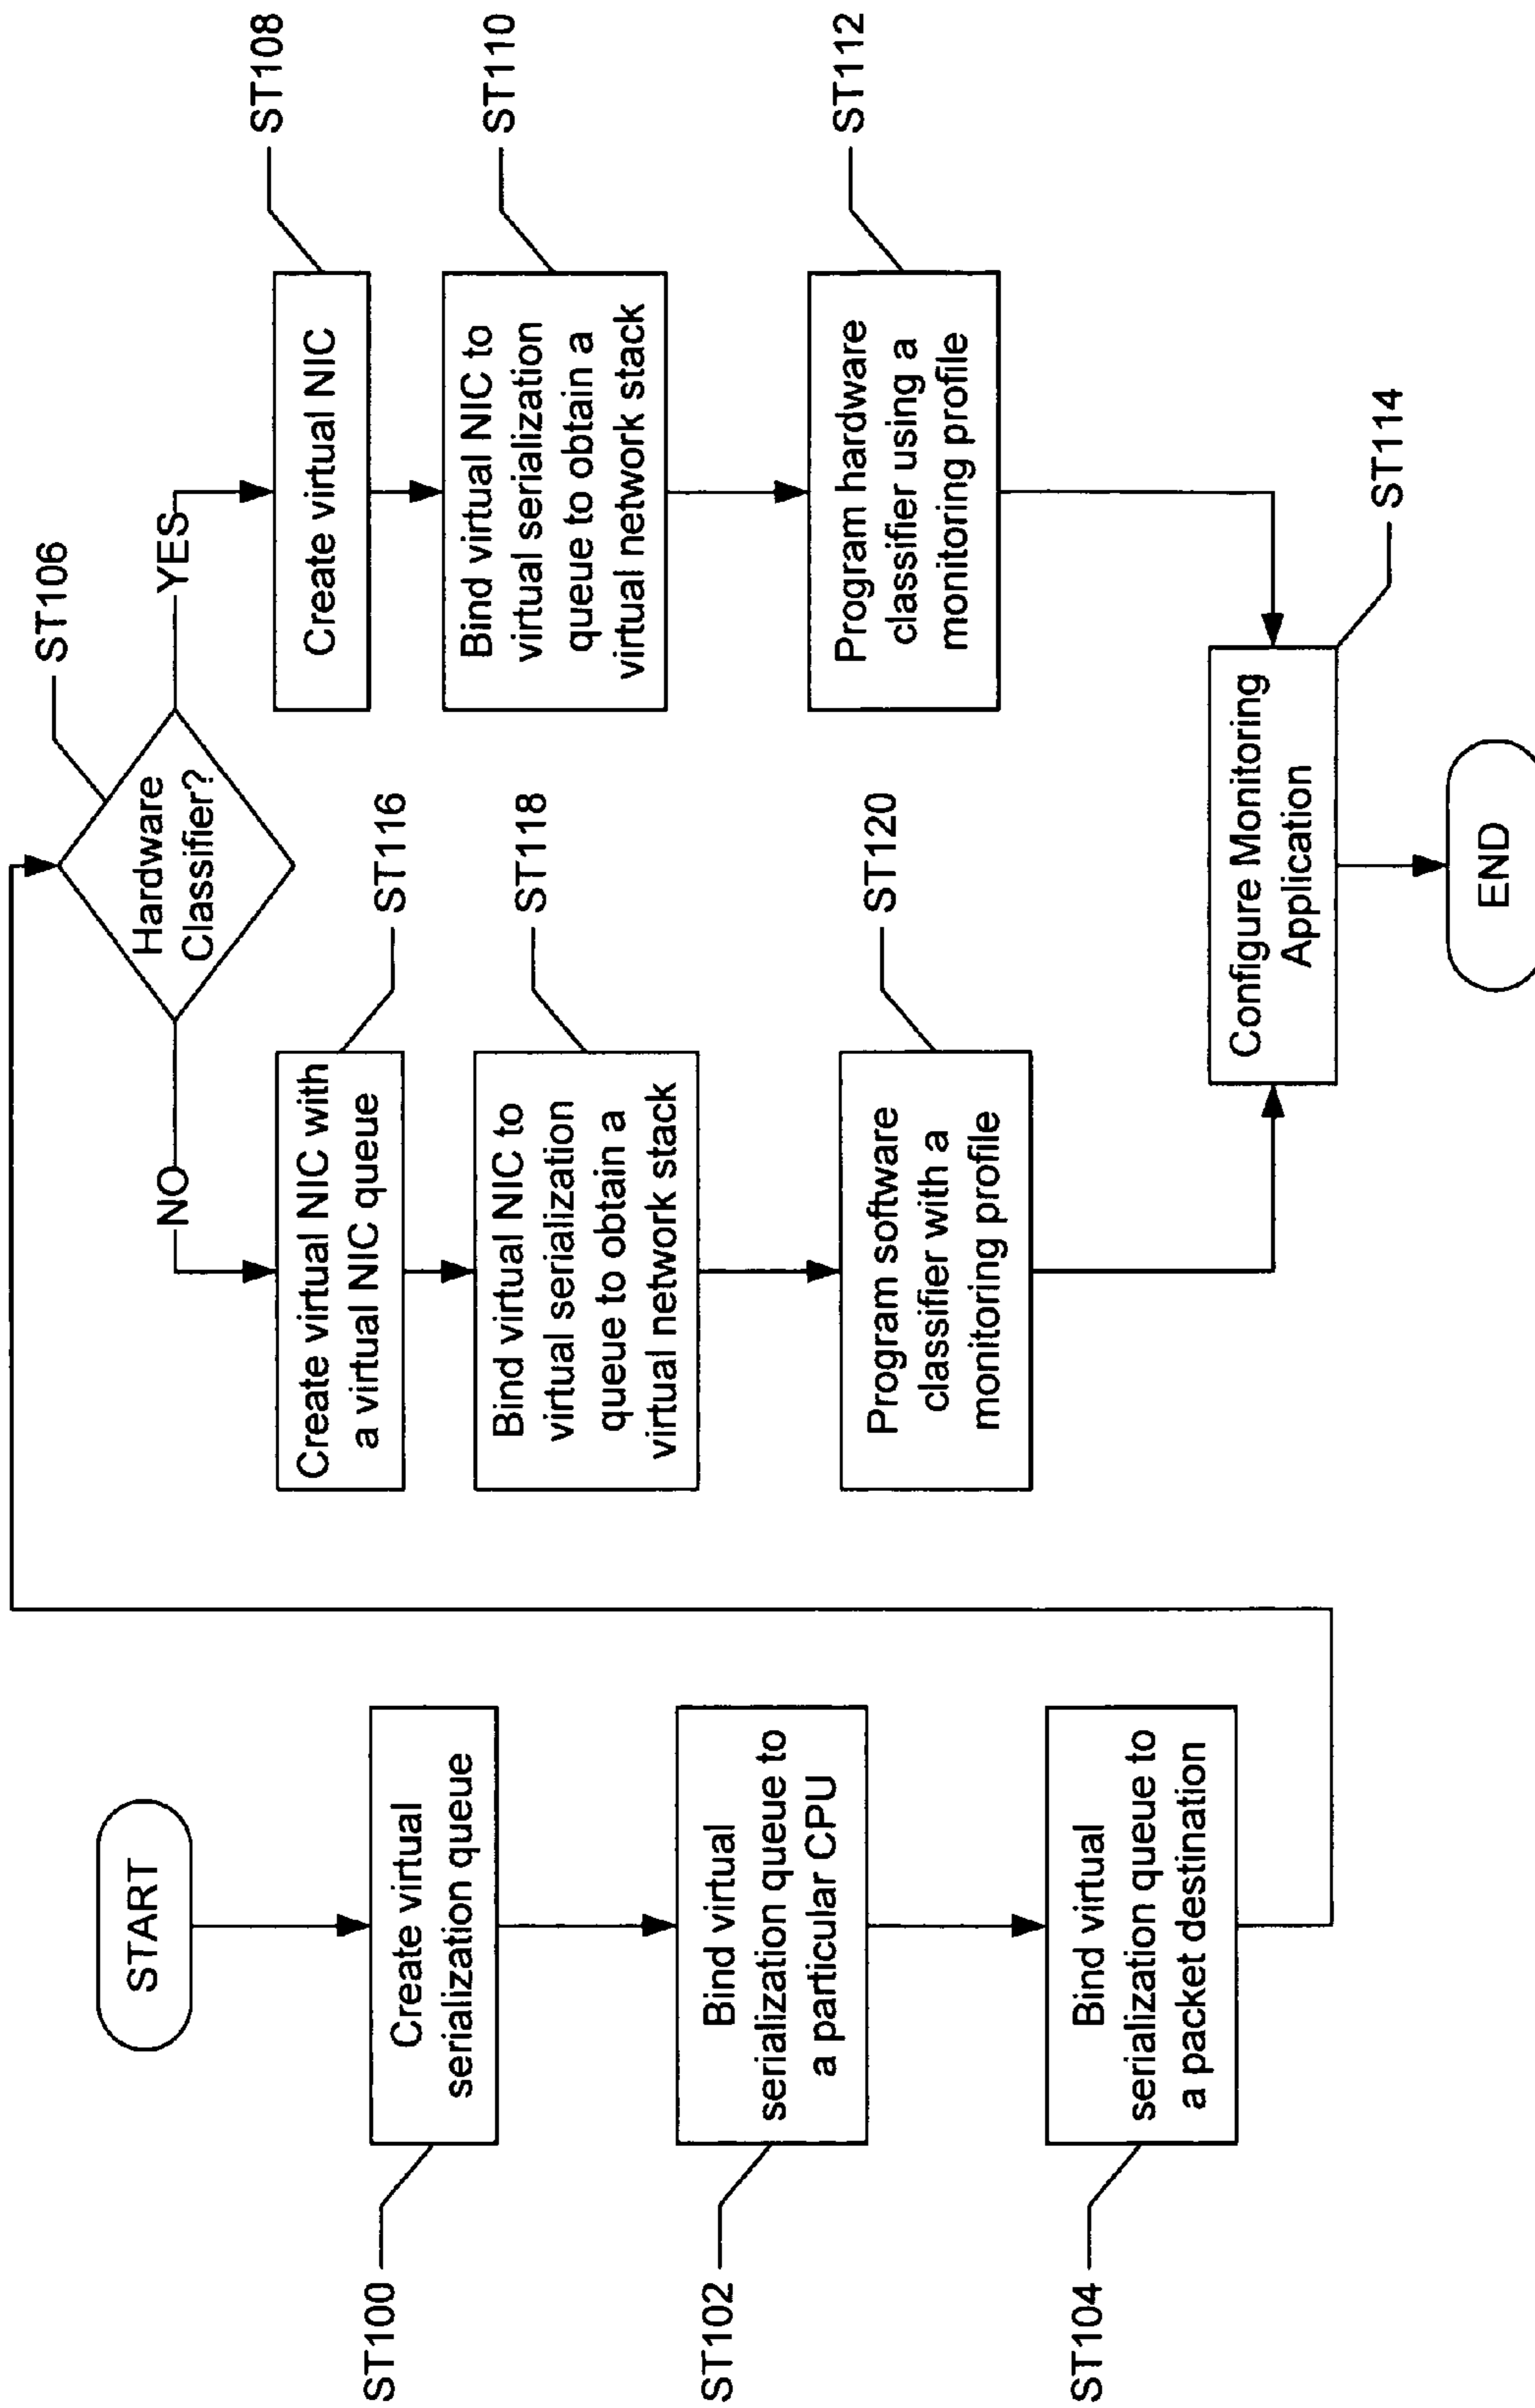 START
ST100
Create virtual
serialization queue
ST102
Bind virtual
serialization queue to
a particular CPU
ST104
Bind virtual
serialization queue to
a packet destination
ST106
Hardware
Classifier?
NO
YES
Create virtual NIC with
a virtual NIC queue
ST116
Bind virtual NIC to
virtual serialization
queue to obtain a
virtual network stack
ST118
Program software
classifier with a
monitoring profile
ST120
Create virtual NIC
ST108
Bind virtual NIC to
virtual serialization
queue to obtain a
virtual network stack
ST110
Program hardware
classifier using a
monitoring profile
ST112
Configure Monitoring
Application
ST114
END